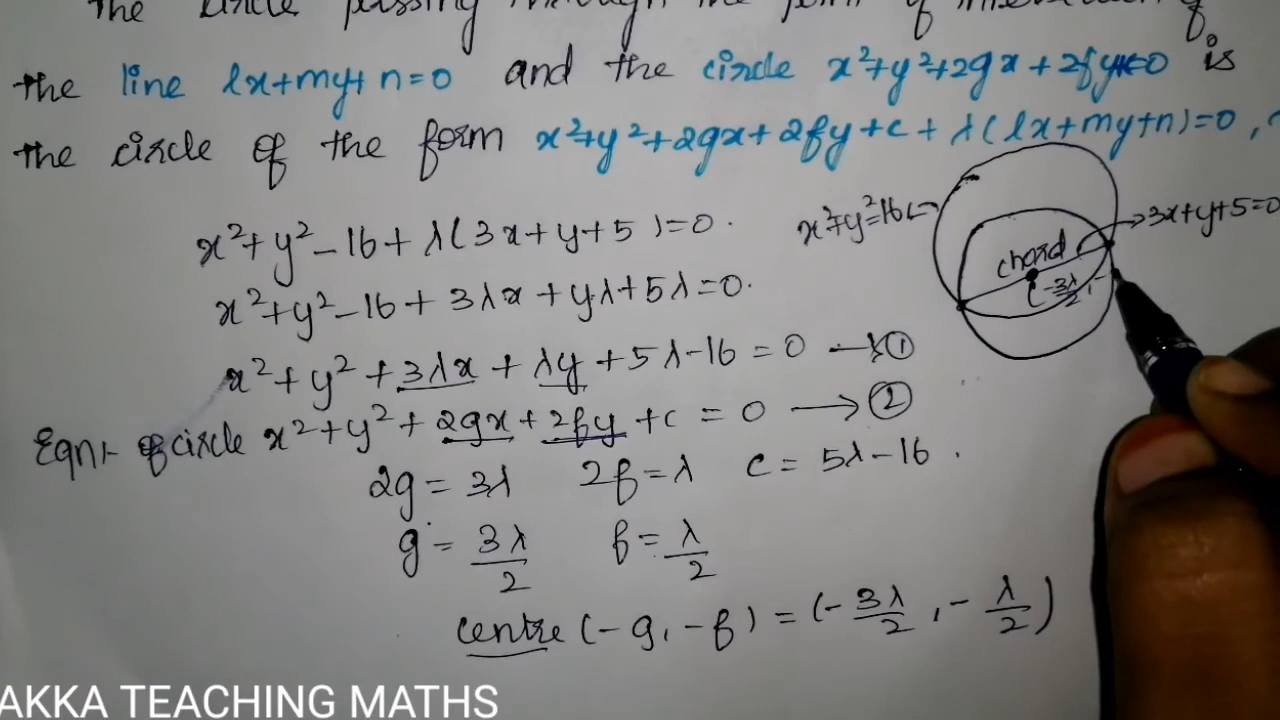 The circle passing through the point of intersection of
the line lx+my+n=0 and the circle x²+y²+2gx+2fy+c=0 is
the circle of the form x²+y²+2gx+2fy+c+λ(lx+my+n)=0,
x²+y²-16+λ(3x+y+5)=0.
x²+y²=16
3x+y+5=0
chord
(-3λ/2, -
x²+y²-16+3λx+yλ+5λ=0.
x²+y²+3λx+λy+5λ-16=0 → ①
Eqn. of circle x²+y²+2gx+2fy+c=0 → ②
2g=3λ 2f=λ c=5λ-16.
g=3λ/2 f=λ/2
centre (-g,-f)=(-3λ/2, -λ/2)
AKKA TEACHING MATHS